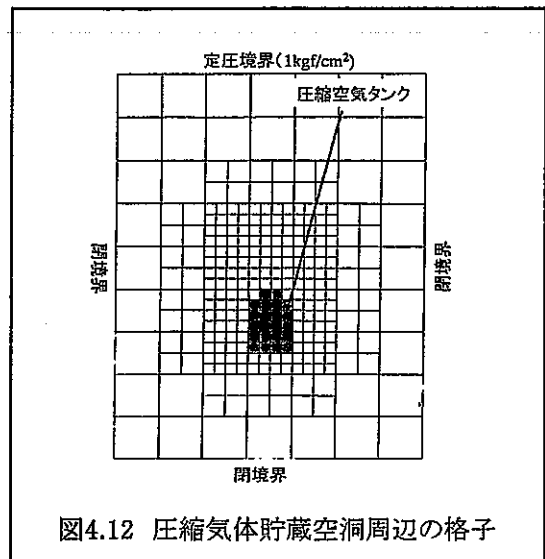 定圧境界(1kgf/cm²)
圧縮空気タンク
閉境界
閉境界
閉境界
図4.12 圧縮気体貯蔵空洞周辺の格子